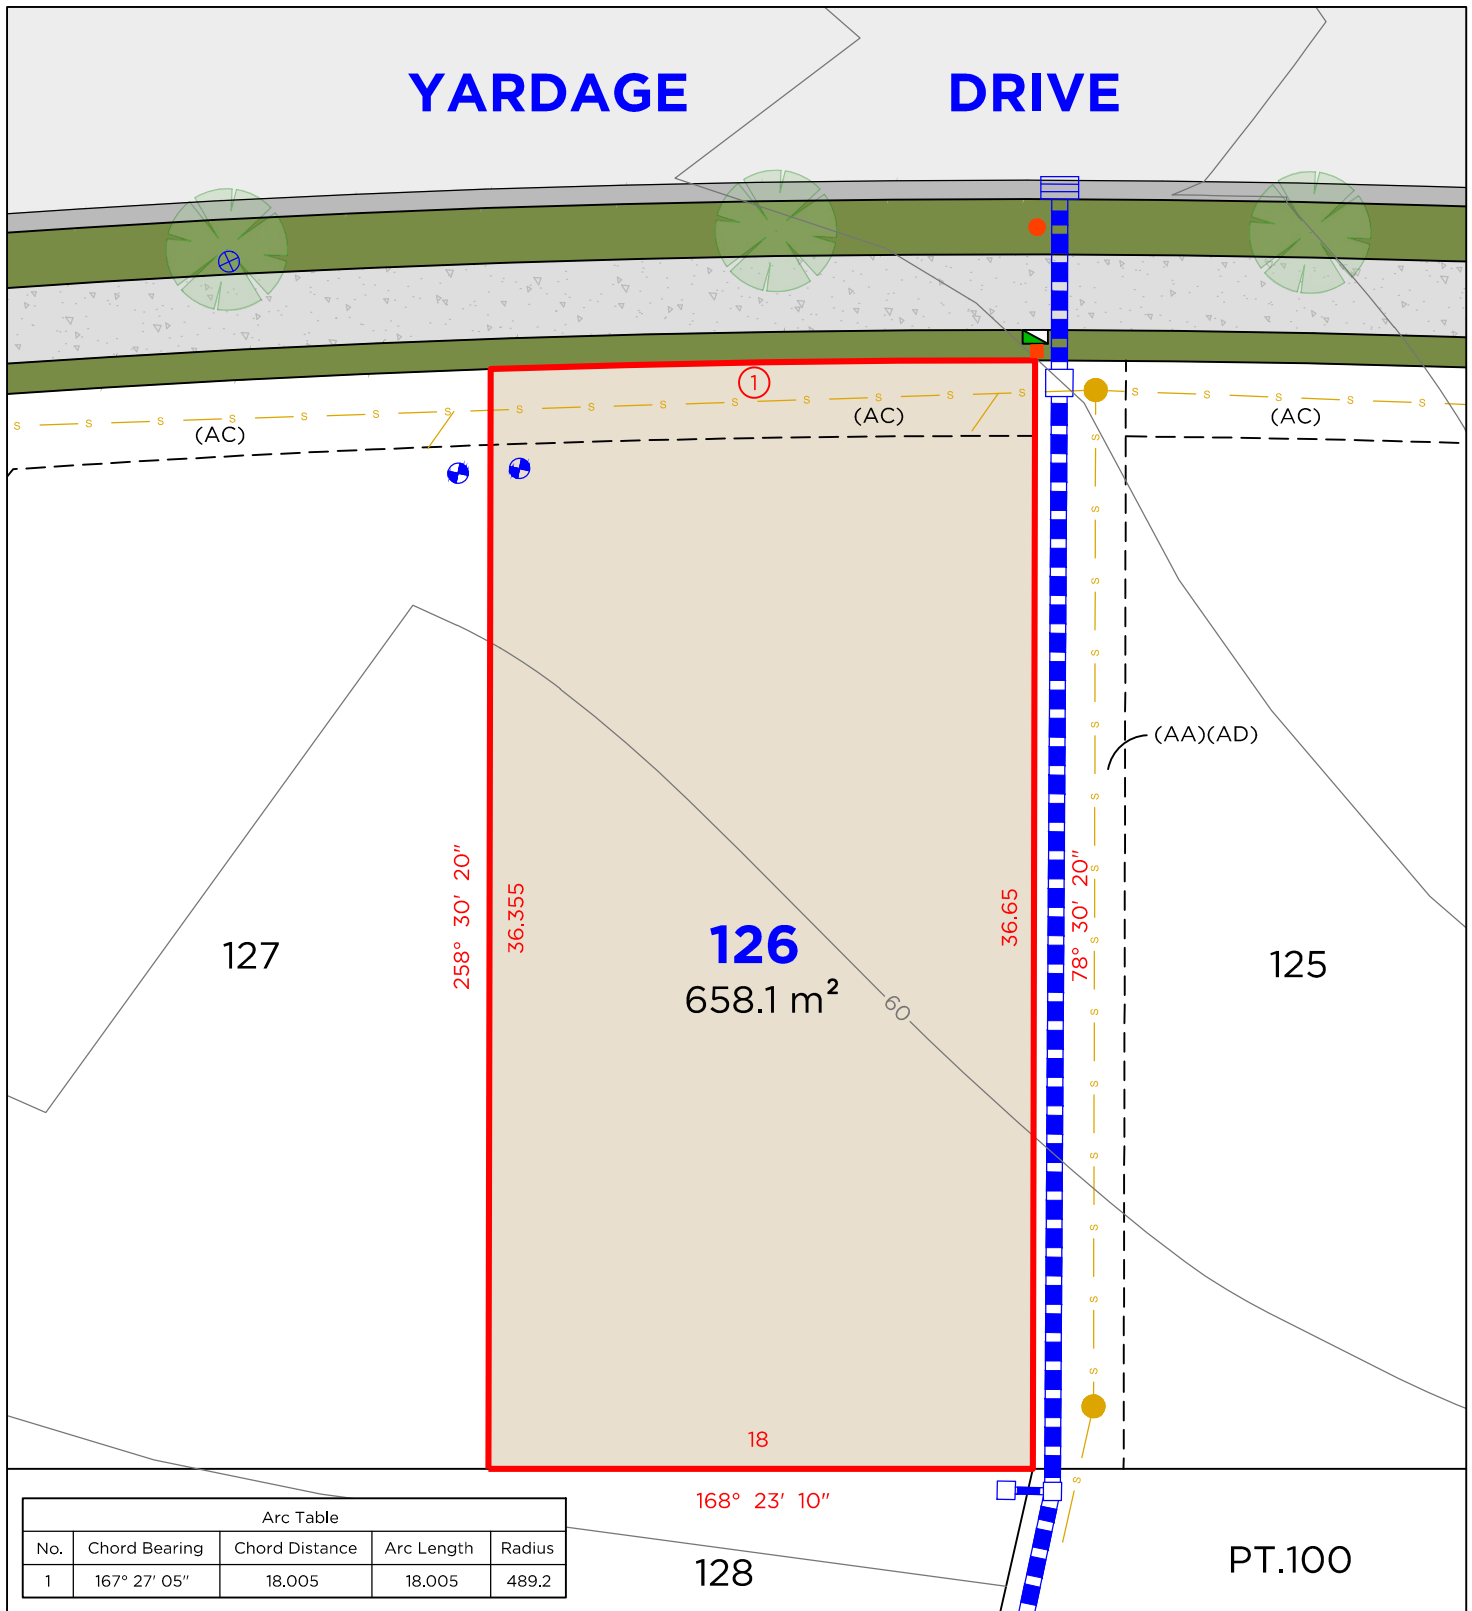 YARDAGE DRIVE
1
(AC)
(AC)
(AC)
(AA)(AD)
258° 30' 20"
36.355
36.65
78° 30' 20"
127
126
658.1 m²
60
125
18
168° 23' 10"
128
PT.100
Arc Table
No. Chord Bearing Chord Distance Arc Length Radius
1 167° 27' 05" 18.005 18.005 489.2